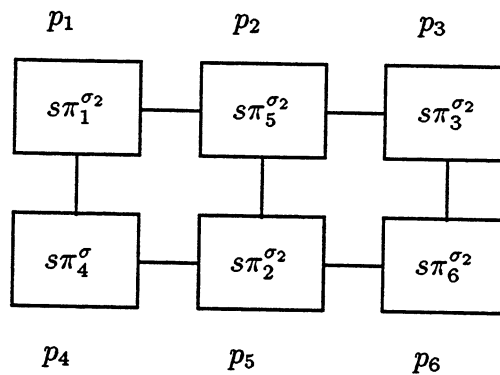 p₁ p₂ p₃
sπ₁^σ₂ sπ₅^σ₂ sπ₃^σ₂
sπ₄^σ sπ₂^σ₂ sπ₆^σ₂
p₄ p₅ p₆